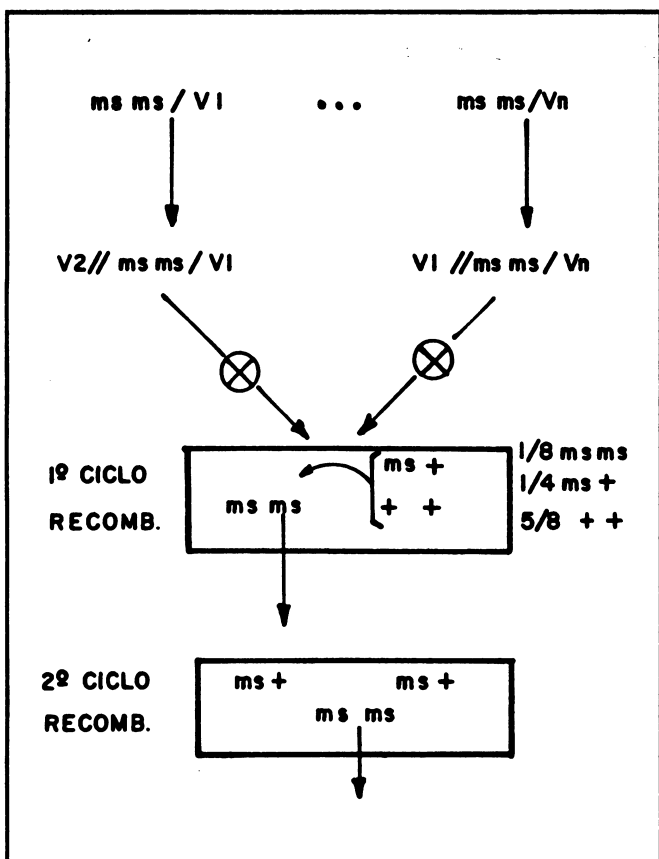 ms ms / V1 ... ms ms/Vn
V2// ms ms / V1 V1 //ms ms / Vn
1º CICLO
RECOMB.
ms +
ms ms + +
1/8 ms ms
1/4 ms +
5/8 + +
2º CICLO
RECOMB.
ms + ms +
ms ms